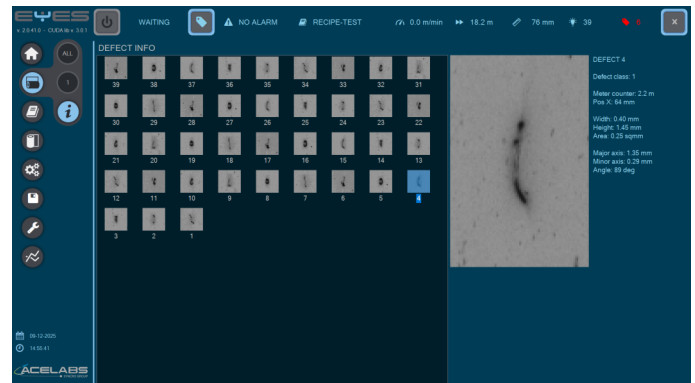 EYES
v. 2.0.41.0 - CUDA lib v. 3.9.1
WAITING
NO ALARM
RECIPE-TEST
0.0 m/min
18.2 m
76 mm
39
6
×
ALL
1
i
DEFECT INFO
39 38 37 36 35 34 33 32 31
30 29 28 27 26 25 24 23 22
21 20 19 18 17 16 15 14 13
12 11 10 9 8 7 6 5 4
3 2 1
DEFECT 4
Defect class: 1
Meter counter: 2.2 m
Pos X: 64 mm
Width: 0.40 mm
Height: 1.45 mm
Area: 0.25 sqmm
Major axis: 1.35 mm
Minor axis: 0.29 mm
Angle: 89 deg
09-12-2025
14:55:41
ACELABS